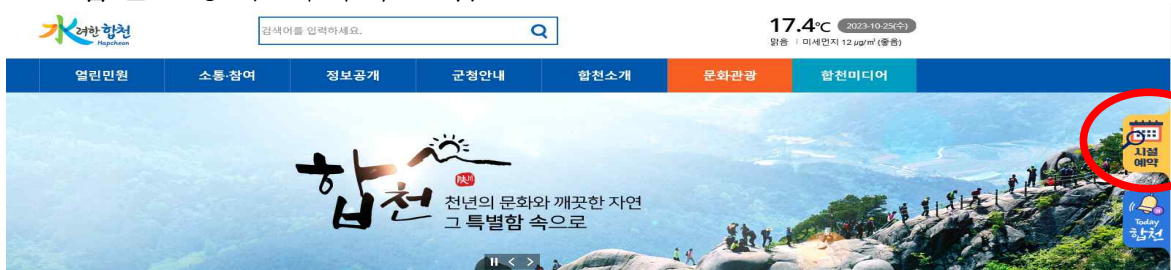 水려한 합천
Hapcheon
검색어를 입력하세요.
17.4℃ 2023-10-25(수)
맑음 | 미세먼지 12㎍/㎥(좋음)
열린민원 소통·참여 정보공개 군청안내 합천소개 문화관광 합천미디어
합천
陜川
천년의 문화와 깨끗한 자연
그 특별함 속으로
시설
예약
Today
합천